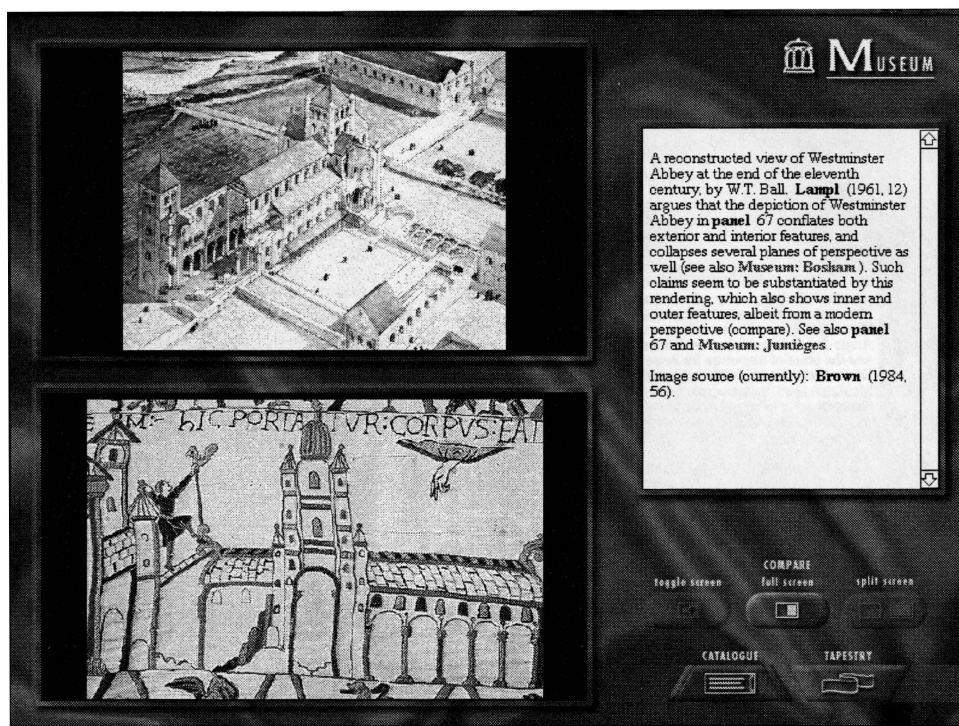 MUSEUM
A reconstructed view of Westminster
Abbey at the end of the eleventh
century, by W.T. Ball. Lampl (1961, 12)
argues that the depiction of Westminster
Abbey in panel 67 conflates both
exterior and interior features, and
collapses several planes of perspective as
well (see also Museum: Bosham ). Such
claims seem to be substantiated by this
rendering, which also shows inner and
outer features, albeit from a modern
perspective (compare). See also panel
67 and Museum: Jumièges .
Image source (currently): Brown (1984,
56).
hIC PORTATVR: CORPVS: EAD
COMPARE
toggle screen full screen split screen
CATALOGUE TAPESTRY